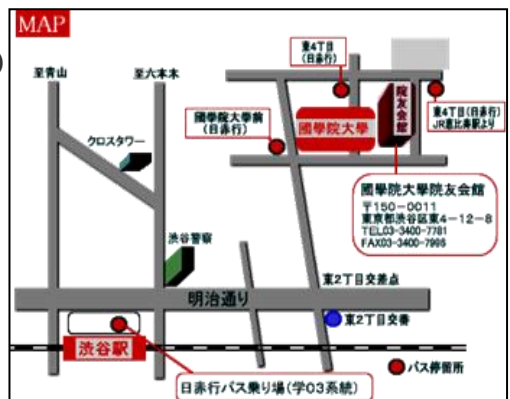 MAP
至青山
至六本木
東4丁目
(日赤行)
國學院大學前
(日赤行)
國學院大學
院友会館
東4丁目(日赤行)
JR恵比寿駅より
クロスタワー
國學院大學院友会館
〒150-0011
東京都渋谷区東4-12-8
TEL03-3400-7781
FAX03-3400-7996
渋谷警察
東2丁目交差点
明治通り
東2丁目交番
渋谷駅
バス停留所
日赤行バス乗り場(学03系統)